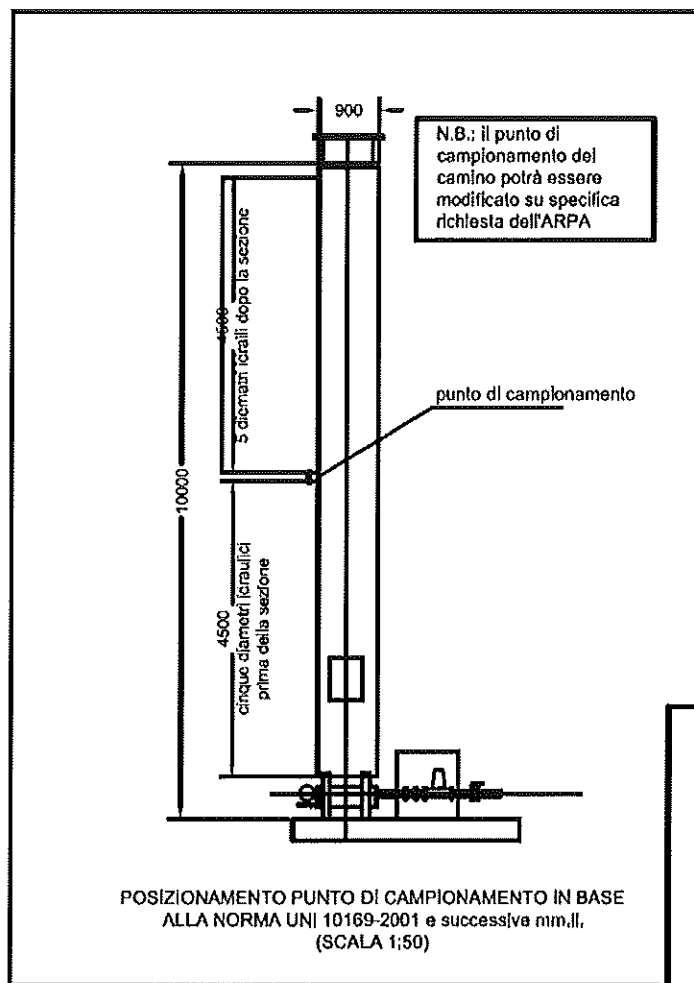 900
N.B.: il punto di
campionamento del
camino potrà essere
modificato su specifica
richiesta dell'ARPA
4500
5 diametri idraili dopo la sezione
punto di campionamento
10000
4500
cinque diametri idraulici
prima della sezione
POSIZIONAMENTO PUNTO DI CAMPIONAMENTO IN BASE
ALLA NORMA UNI 10169-2001 e successive mm.ii.
(SCALA 1:50)